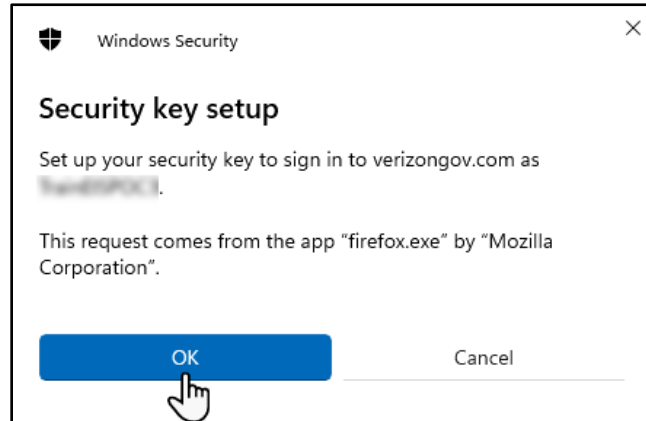 Windows Security
Security key setup
Set up your security key to sign in to verizongov.com as
.
This request comes from the app "firefox.exe" by "Mozilla
Corporation".
OK
Cancel